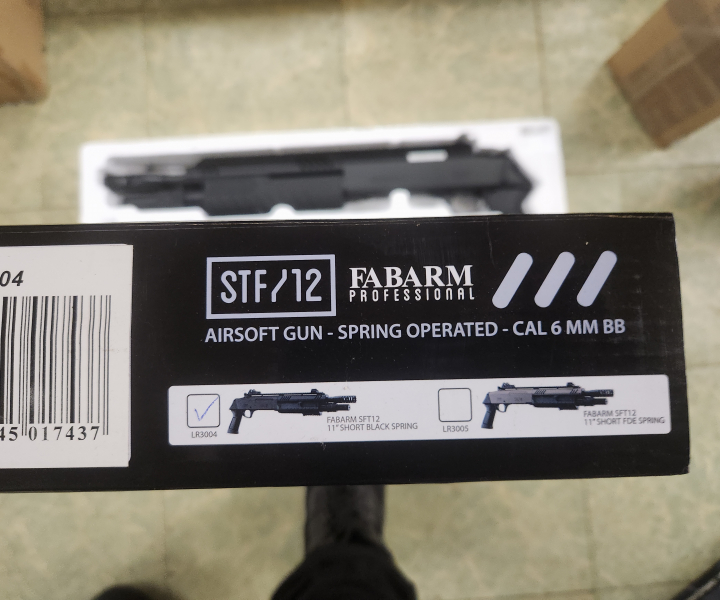 04
45 017437
STF/12
FABARM
PROFESSIONAL
AIRSOFT GUN - SPRING OPERATED - CAL 6 MM BB
LR3004
FABARM SFT12
11" SHORT BLACK SPRING
LR3005
FABARM SFT12
11" SHORT FDE SPRING